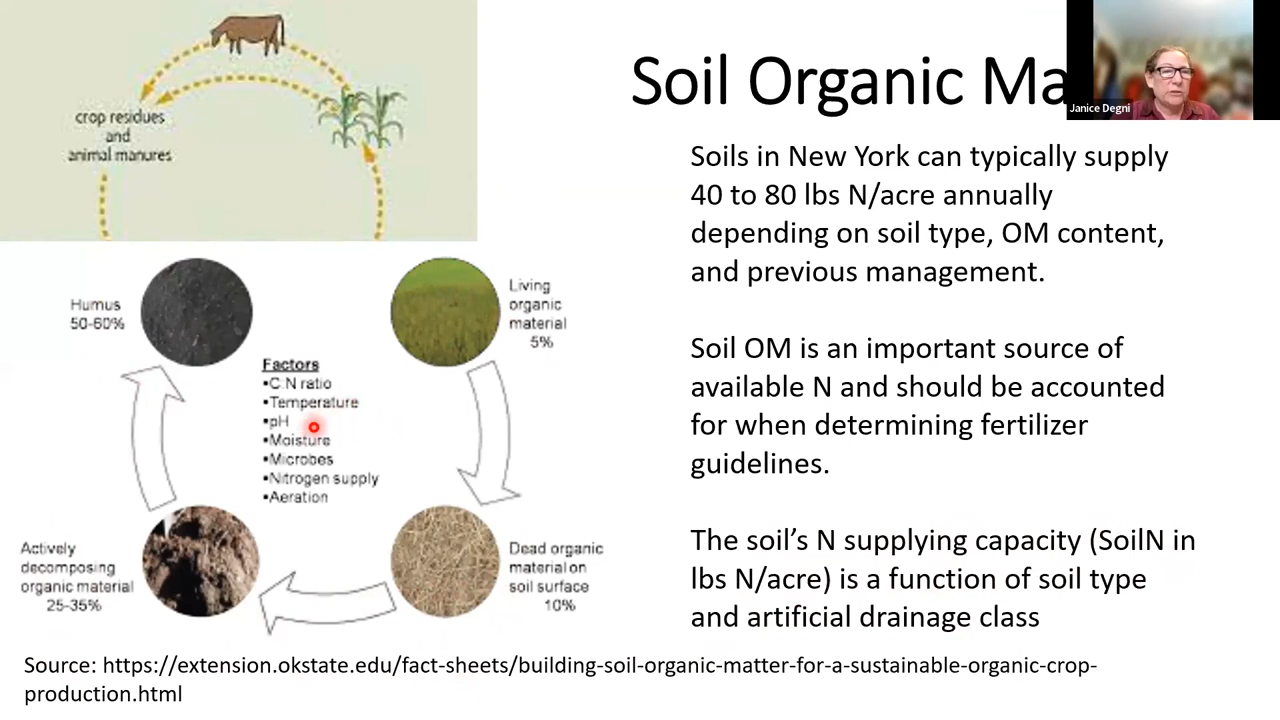 Soil Organic Ma
Janice Degni
crop residues
and
animal manures
Soils in New York can typically supply
40 to 80 lbs N/acre annually
depending on soil type, OM content,
and previous management.
Soil OM is an important source of
available N and should be accounted
for when determining fertilizer
guidelines.
The soil’s N supplying capacity (SoilN in
lbs N/acre) is a function of soil type
and artificial drainage class
Humus
50-60%
Living
organic
material
5%
Factors
▪C:N ratio
▪Temperature
▪pH
▪Moisture
▪Microbes
▪Nitrogen supply
▪Aeration
Actively
decomposing
organic material
25-35%
Dead organic
material on
soil surface
10%
Source: https://extension.okstate.edu/fact-sheets/building-soil-organic-matter-for-a-sustainable-organic-crop-
production.html